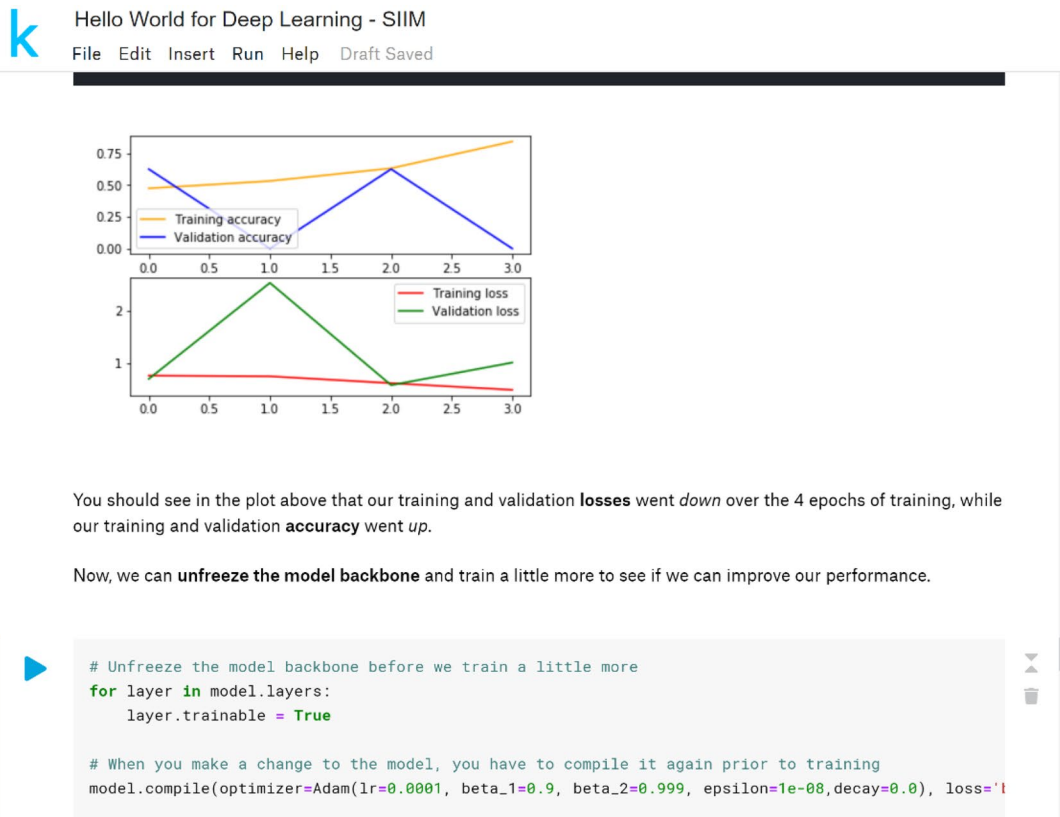 k
Hello World for Deep Learning - SIIM
File Edit Insert Run Help Draft Saved
0.75
0.50
0.25
0.00
Training accuracy
Validation accuracy
0.0 0.5 1.0 1.5 2.0 2.5 3.0
2
1
Training loss
Validation loss
0.0 0.5 1.0 1.5 2.0 2.5 3.0
You should see in the plot above that our training and validation losses went down over the 4 epochs of training, while
our training and validation accuracy went up.
Now, we can unfreeze the model backbone and train a little more to see if we can improve our performance.
# Unfreeze the model backbone before we train a little more
for layer in model.layers:
    layer.trainable = True
# When you make a change to the model, you have to compile it again prior to training
model.compile(optimizer=Adam(lr=0.0001, beta_1=0.9, beta_2=0.999, epsilon=1e-08,decay=0.0), loss='